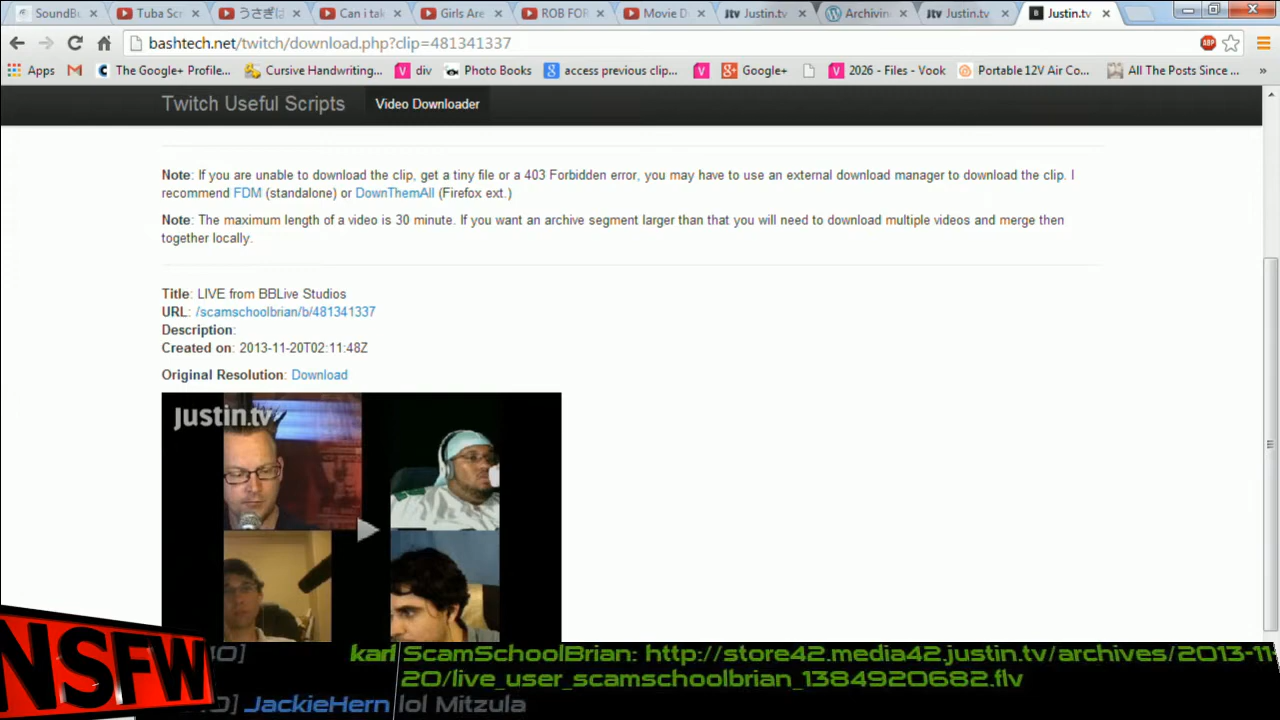 SoundBu
Tuba Sc
うさぎは
Can i tak
Girls Are
ROB FOR
Movie D
Justin.tv
Archivin
Justin.tv
Justin.tv
bashtech.net/twitch/download.php?clip=481341337
Apps
The Google+ Profile...
Cursive Handwriting...
div
Photo Books
access previous clip...
Google+
2026 - Files - Vook
Portable 12V Air Co...
All The Posts Since ...
Twitch Useful Scripts
Video Downloader
Note: If you are unable to download the clip, get a tiny file or a 403 Forbidden error, you may have to use an external download manager to download the clip. I
recommend FDM (standalone) or DownThemAll (Firefox ext.)
Note: The maximum length of a video is 30 minute. If you want an archive segment larger than that you will need to download multiple videos and merge then
together locally.
Title: LIVE from BBLive Studios
URL: /scamschoolbrian/b/481341337
Description:
Created on: 2013-11-20T02:11:48Z
Original Resolution: Download
Justin.tv
NSFW
karl ScamSchoolBrian: http://store42.media42.justin.tv/archives/2013-11-
20/live_user_scamschoolbrian_1384920682.flv
JackieHern lol Mitzula